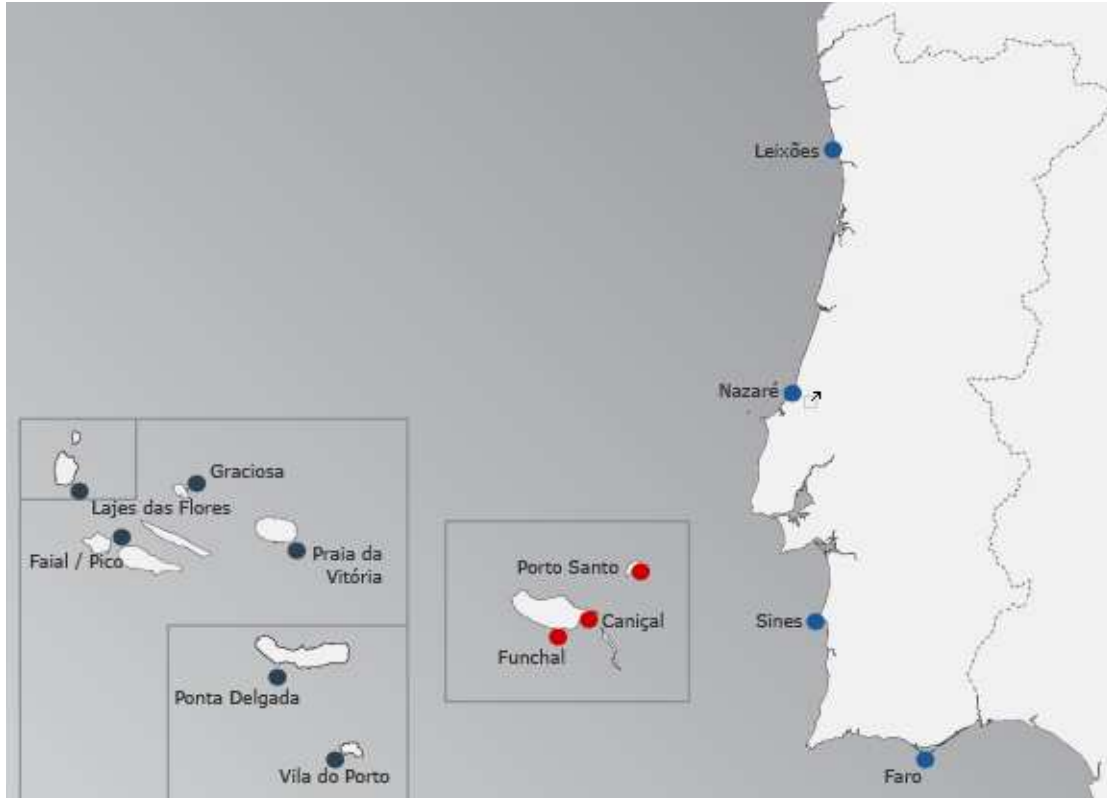 Leixões
Nazaré
Graciosa
Lajes das Flores
Faial / Pico
Praia da
Vitória
Porto Santo
Caniçal
Funchal
Sines
Ponta Delgada
Vila do Porto
Faro